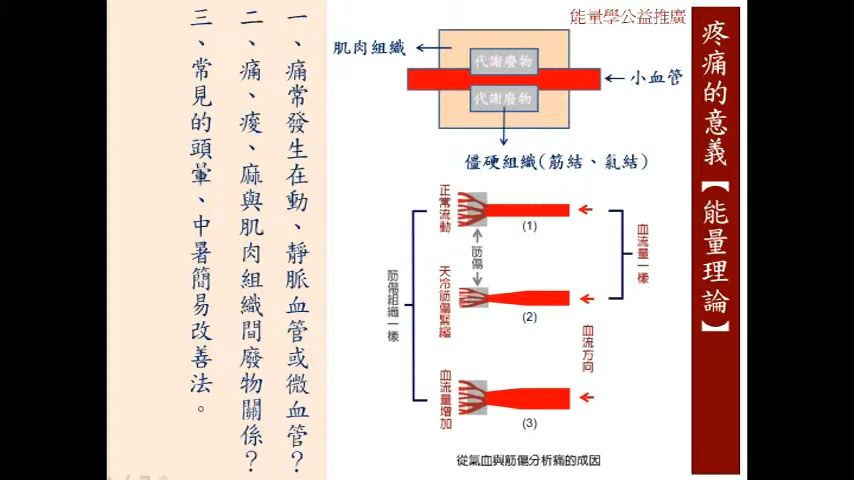 能量學公益推廣
疼痛的意義【能量理論】
肌肉組織
代謝廢物
小血管
代謝廢物
僵硬組織(筋結、氣結)
正常流動
(1)
筋傷
血流量一樣
天冷筋傷緊縮
(2)
筋傷組織一樣
血流方向
血流量增加
(3)
從氣血與筋傷分析痛的成因
一、痛常發生在動、靜脈血管或微血管?
二、痛、痠、麻與肌肉組織間廢物關係?
三、常見的頭暈、中暑簡易改善法。